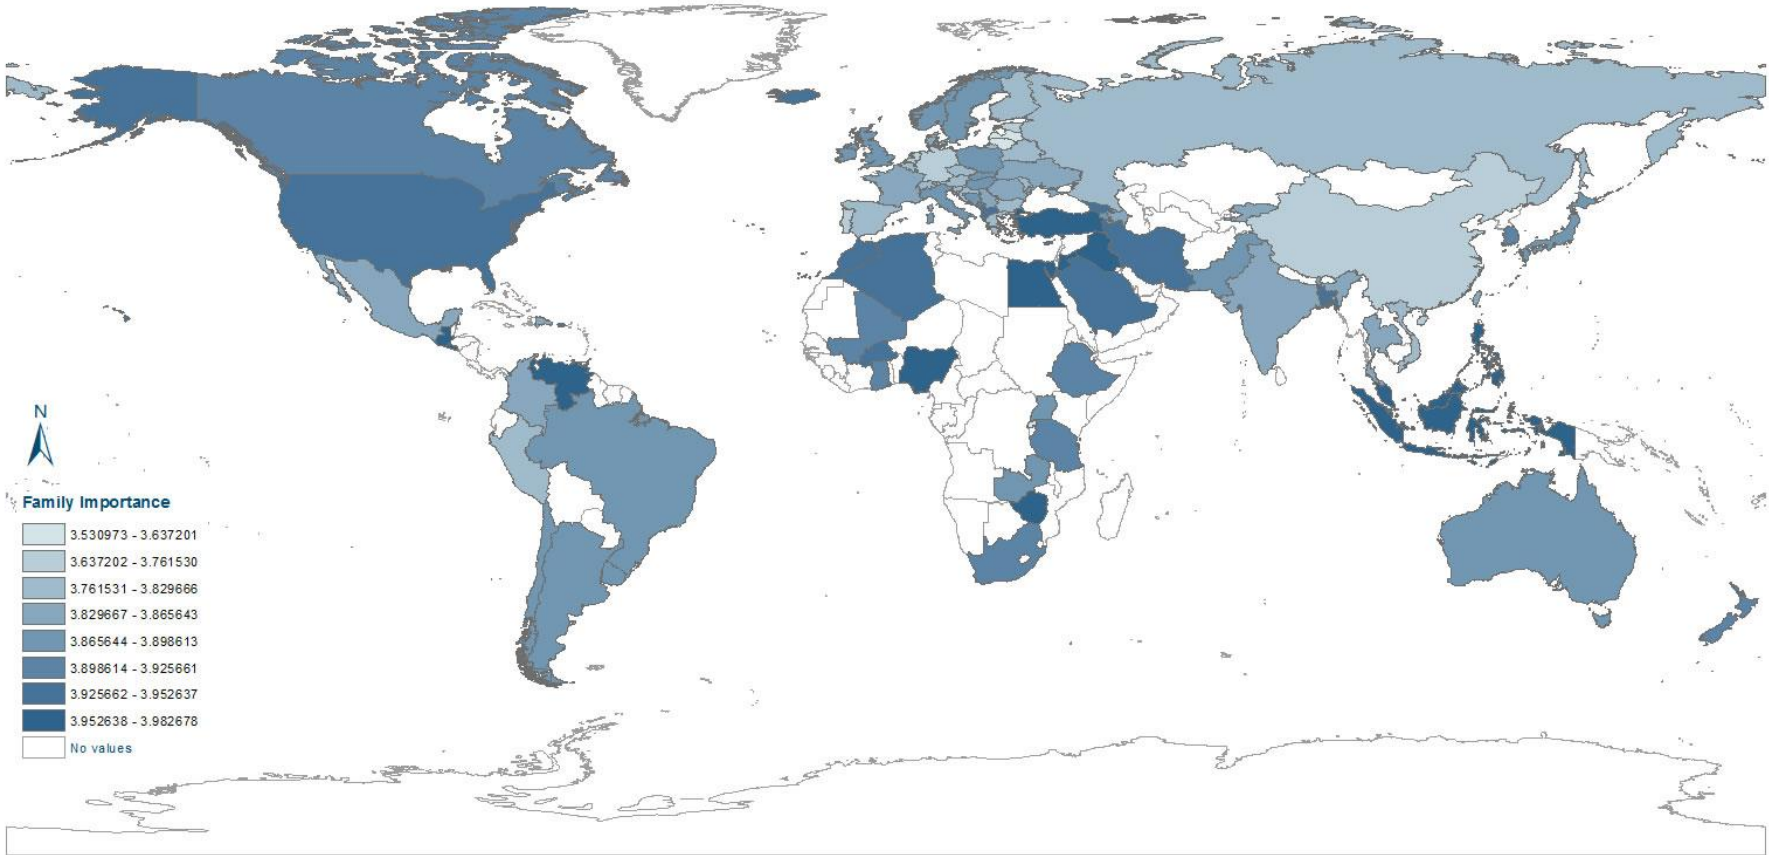 N
Family Importance
3.530973 - 3.637201
3.637202 - 3.761530
3.761531 - 3.829666
3.829667 - 3.865643
3.865644 - 3.898613
3.898614 - 3.925661
3.925662 - 3.952637
3.952638 - 3.982678
No values